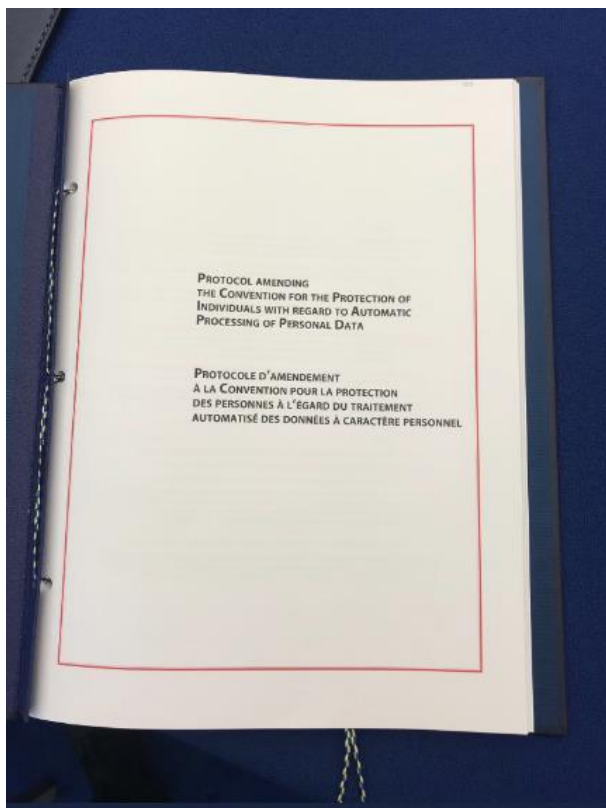 PROTOCOL AMENDING
THE CONVENTION FOR THE PROTECTION OF
INDIVIDUALS WITH REGARD TO AUTOMATIC
PROCESSING OF PERSONAL DATA
PROTOCOLE D'AMENDEMENT
À LA CONVENTION POUR LA PROTECTION
DES PERSONNES À L'ÉGARD DU TRAITEMENT
AUTOMATISÉ DES DONNÉES À CARACTÈRE PERSONNEL